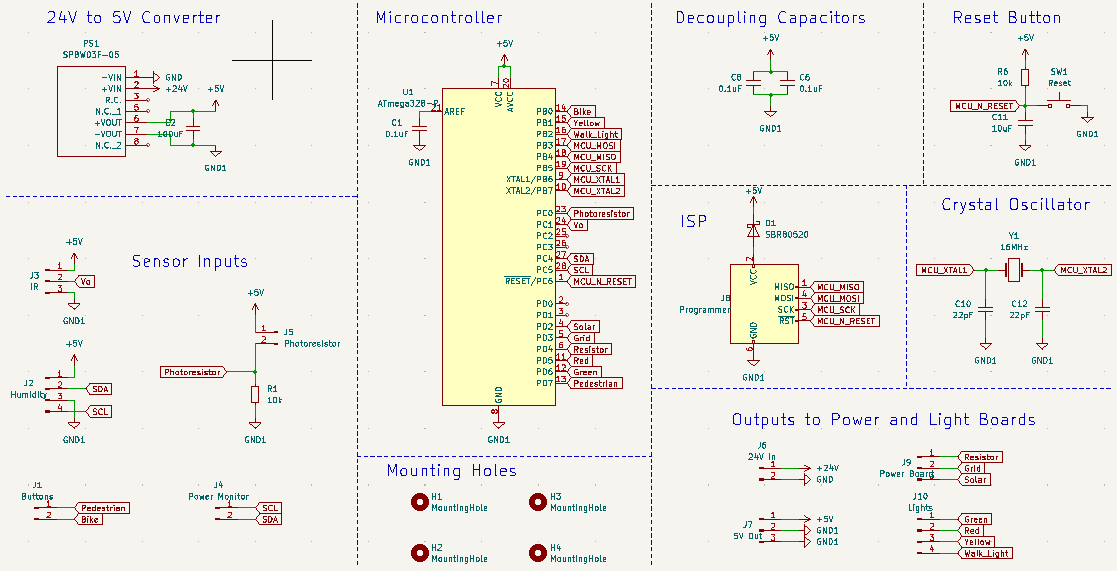 24V to 5V Converter
PS1
SPBW03F-05
-VIN 1 GND
+VIN 2 +24V
R.C. 3
N.C._1 5 +5V
+VOUT 6
-VOUT 7
N.C._2 8
C2
100uF
GND1
Sensor Inputs
+5V
J3
IR
1
2 Vo
3
GND1
+5V
J2
Humidity
1
2 SDA
3
4 SCL
GND1
+5V
1 J5
2 Photoresistor
Photoresistor
R1
10k
GND1
J1
Buttons
1 Pedestrian
2 Bike
J4
Power Monitor
1 SCL
2 SDA
Microcontroller
+5V
U1
ATmega328-P
7 20
VCC AVCC
21 AREF
C1
0.1uF
GND1
PB0 14 Bike
PB1 15 Yellow
PB2 16 Walk_Light
PB3 17 MCU_MOSI
PB4 18 MCU_MISO
PB5 19 MCU_SCK
XTAL1/PB6 9 MCU_XTAL1
XTAL2/PB7 10 MCU_XTAL2
PC0 23 Photoresistor
PC1 24 Vo
PC2 25
PC3 26
PC4 27 SDA
PC5 28 SCL
RESET/PC6 1 MCU_N_RESET
PD0 2
PD1 3
PD2 4 Solar
PD3 5 Grid
PD4 6 Resistor
PD5 11 Red
PD6 12 Green
PD7 13 Pedestrian
GND
8
GND1
Mounting Holes
H1
MountingHole
H3
MountingHole
H2
MountingHole
H4
MountingHole
Decoupling Capacitors
+5V
C8
0.1uF
C6
0.1uF
GND1
Reset Button
+5V
R6
10k
SW1
Reset
MCU_N_RESET
C11
10uF
GND1
GND1
ISP
+5V
D1
SBR80520
2
VCC
J8
Programmer
MISO 1 MCU_MISO
MOSI 4 MCU_MOSI
SCK 3 MCU_SCK
RST 5 MCU_N_RESET
GND
6
GND1
Crystal Oscillator
Y1
16MHz
MCU_XTAL1
MCU_XTAL2
C10
22pF
C12
22pF
GND1
GND1
Outputs to Power and Light Boards
J6
24V In
1 +24V
2 GND
J7
5V Out
1 +5V
2 GND1
3 GND1
J9
Power Board
1 Resistor
2 Grid
3 Solar
J10
Lights
1 Green
2 Red
3 Yellow
4 Walk_Light